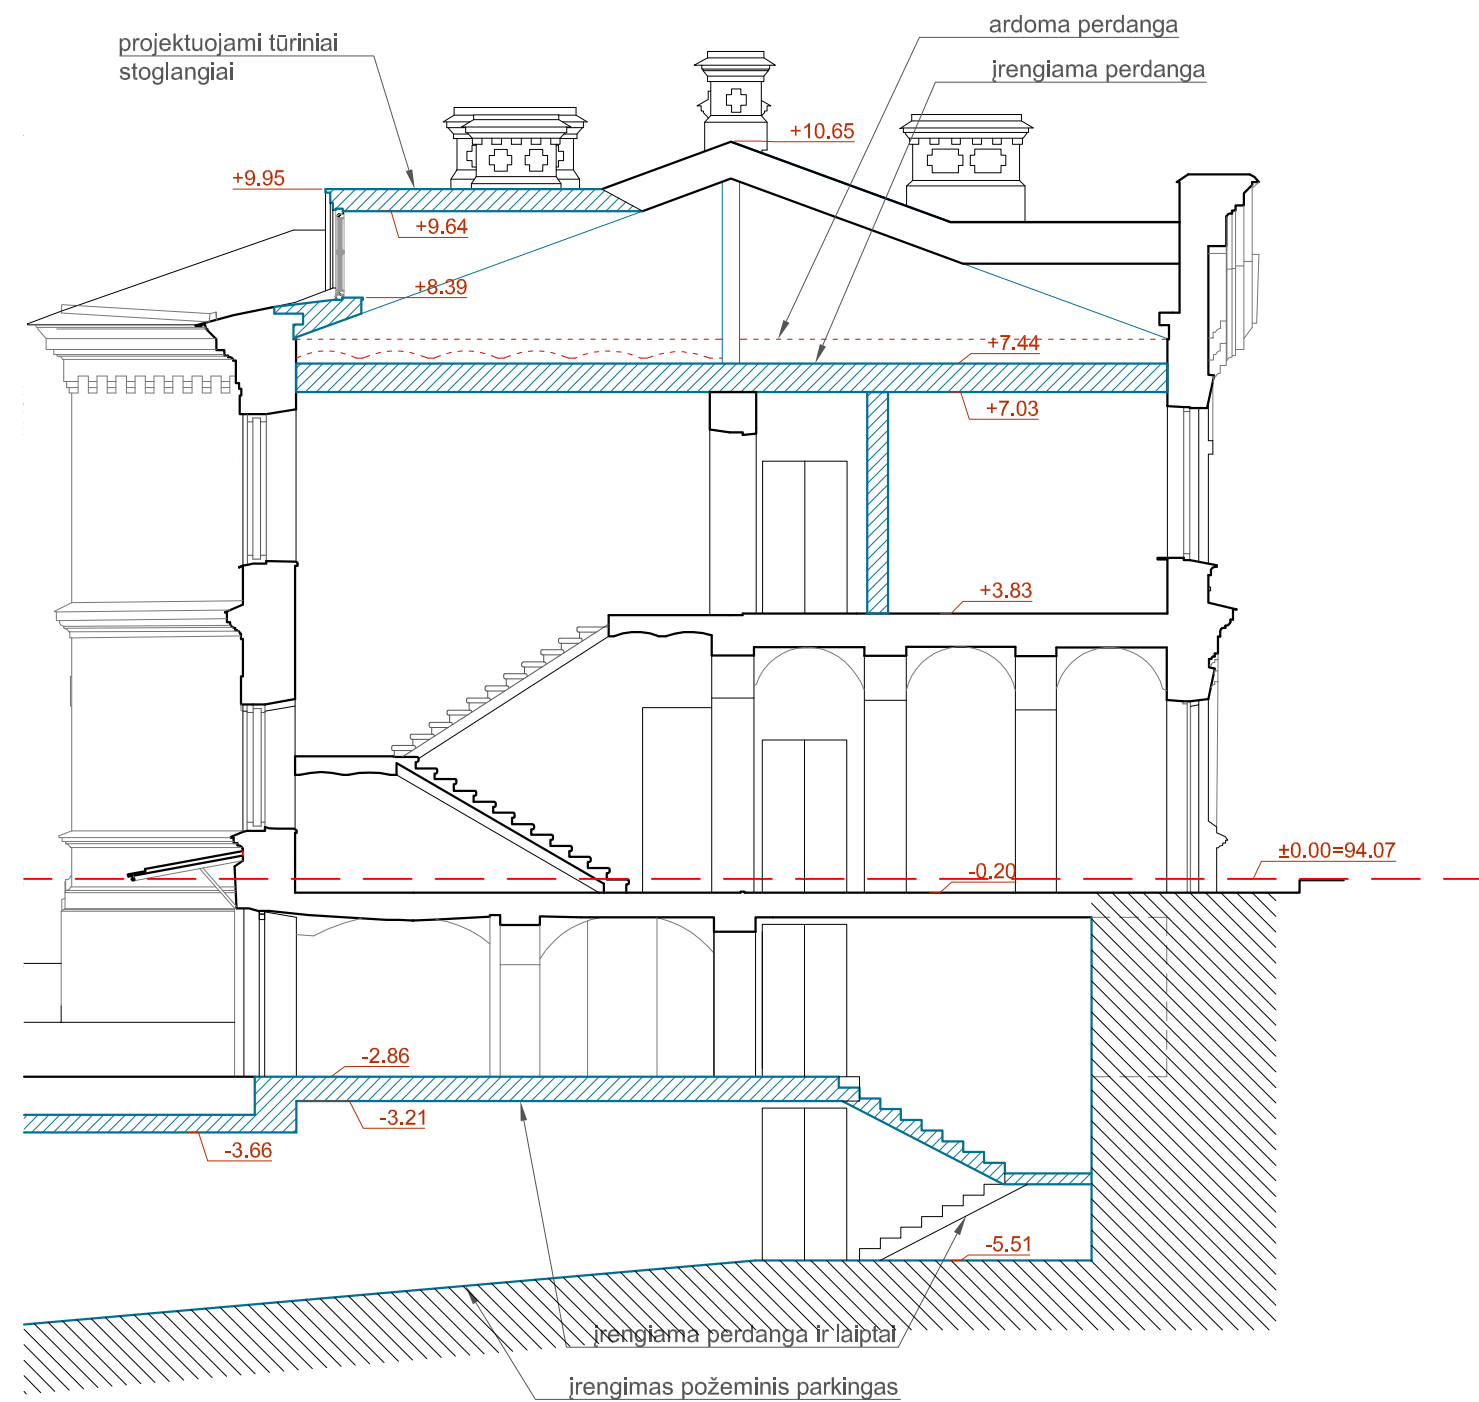 ardoma perdanga
projektuojami tūriniai
stoglangiai
įrengiama perdanga
+10.65
+9.95
+9.64
+8.39
+7.44
+7.03
+3.83
±0.00=94.07
-0.20
-2.86
-3.21
-3.66
-5.51
įrengiama perdanga ir laiptai
įrengimas požeminis parkingas